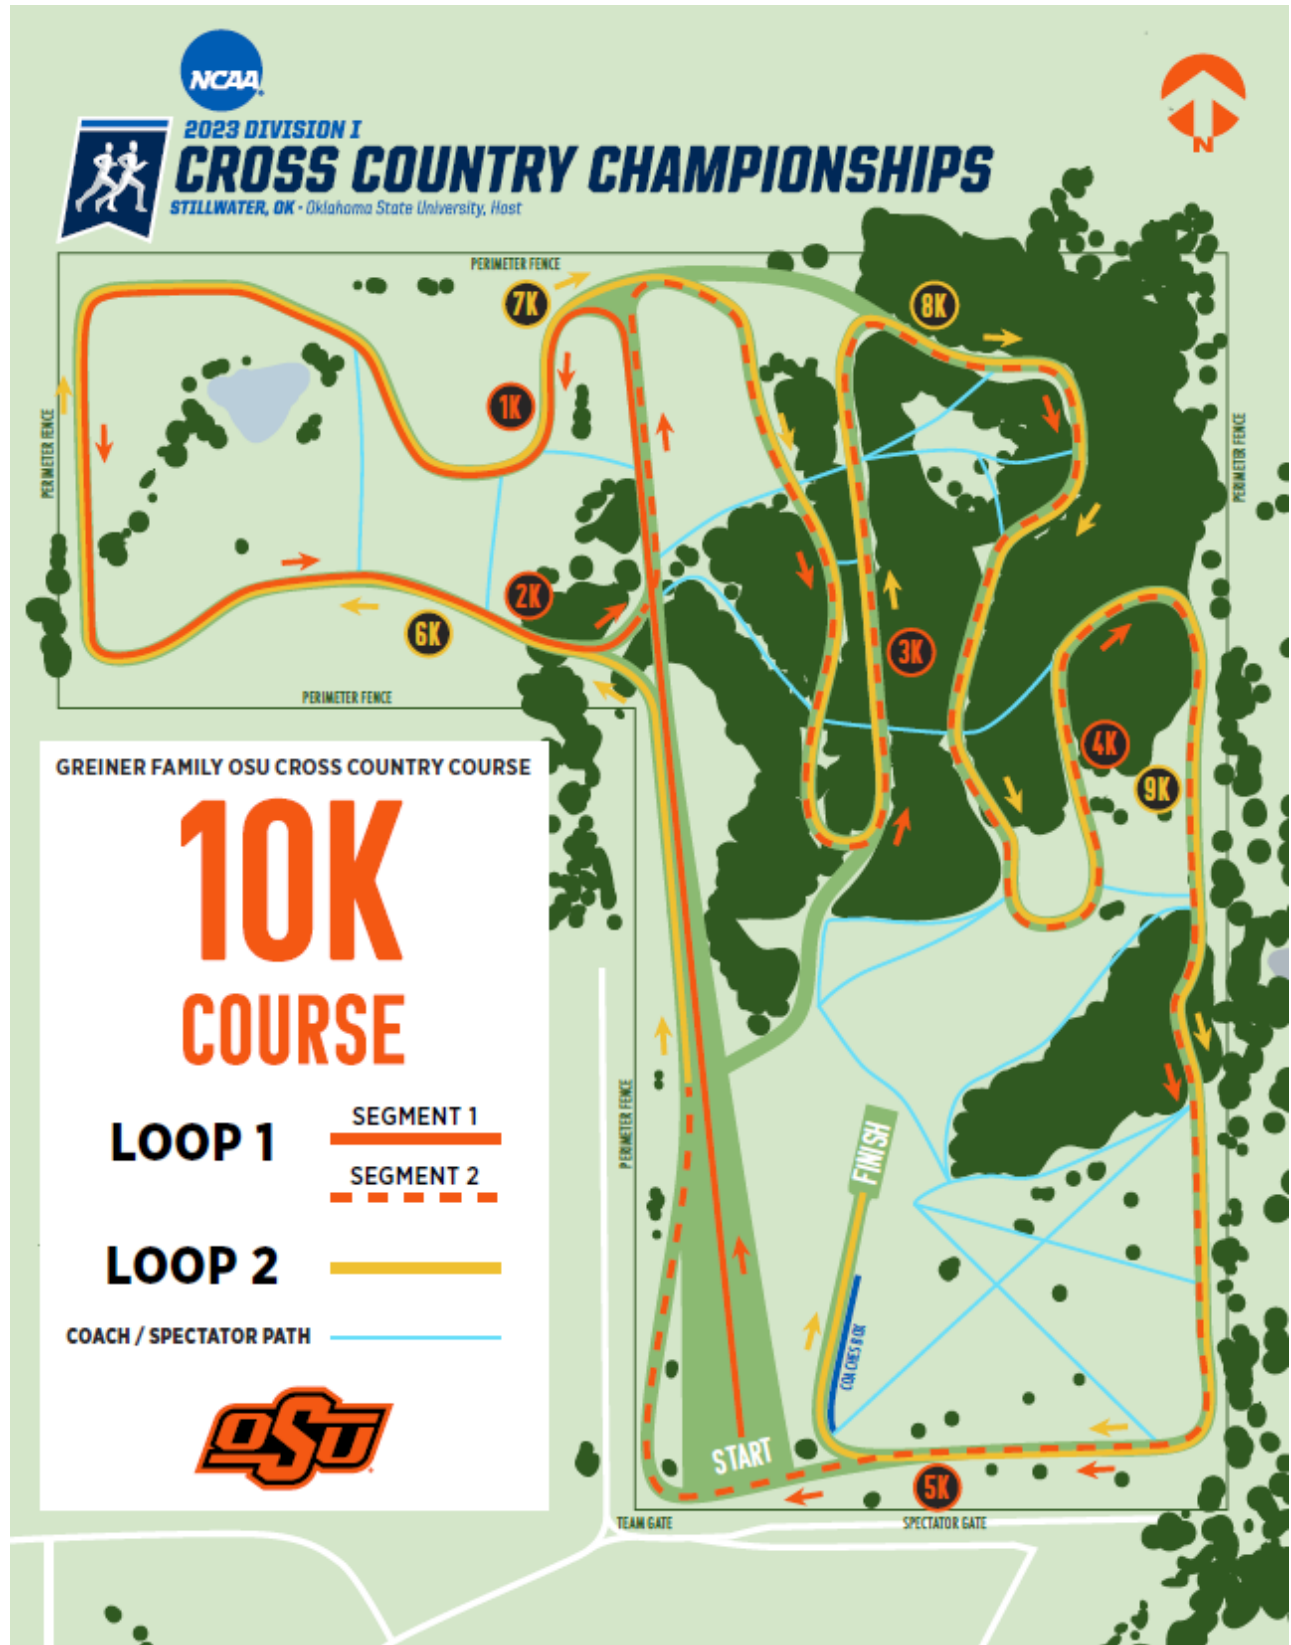 NCAA
2023 DIVISION I
CROSS COUNTRY CHAMPIONSHIPS
STILLWATER, OK • Oklahoma State University, Host
N
PERIMETER FENCE
7K
8K
1K
PERIMETER FENCE
PERIMETER FENCE
2K
6K
3K
PERIMETER FENCE
4K
9K
GREINER FAMILY OSU CROSS COUNTRY COURSE
10K
COURSE
LOOP 1
SEGMENT 1
SEGMENT 2
LOOP 2
COACH / SPECTATOR PATH
OSU
PERIMETER FENCE
FINISH
COACHES BOX
START
5K
TEAM GATE
SPECTATOR GATE